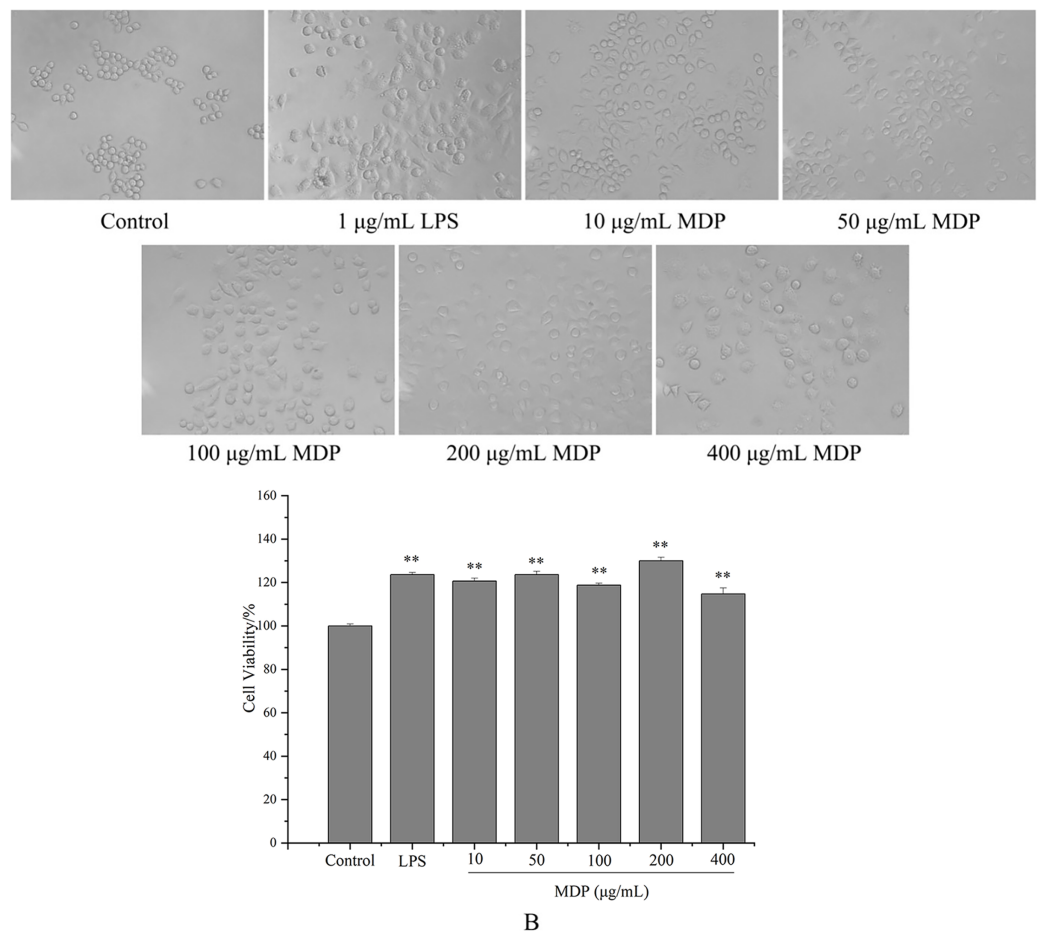 Control
1 μg/mL LPS
10 μg/mL MDP
50 μg/mL MDP
100 μg/mL MDP
200 μg/mL MDP
400 μg/mL MDP
160
140
120
100
80
60
40
20
0
Cell Viability/%
**
**
**
**
**
**
Control LPS 10 50 100 200 400
MDP (μg/mL)
B